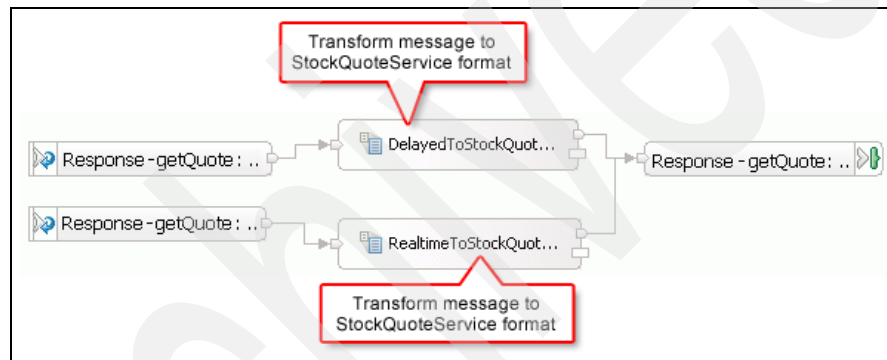 Transform message to
StockQuoteService format
Response - getQuote: ..
DelayedToStockQuot...
Response - getQuote: ..
Response - getQuote: ..
RealtimeToStockQuot...
Transform message to
StockQuoteService format